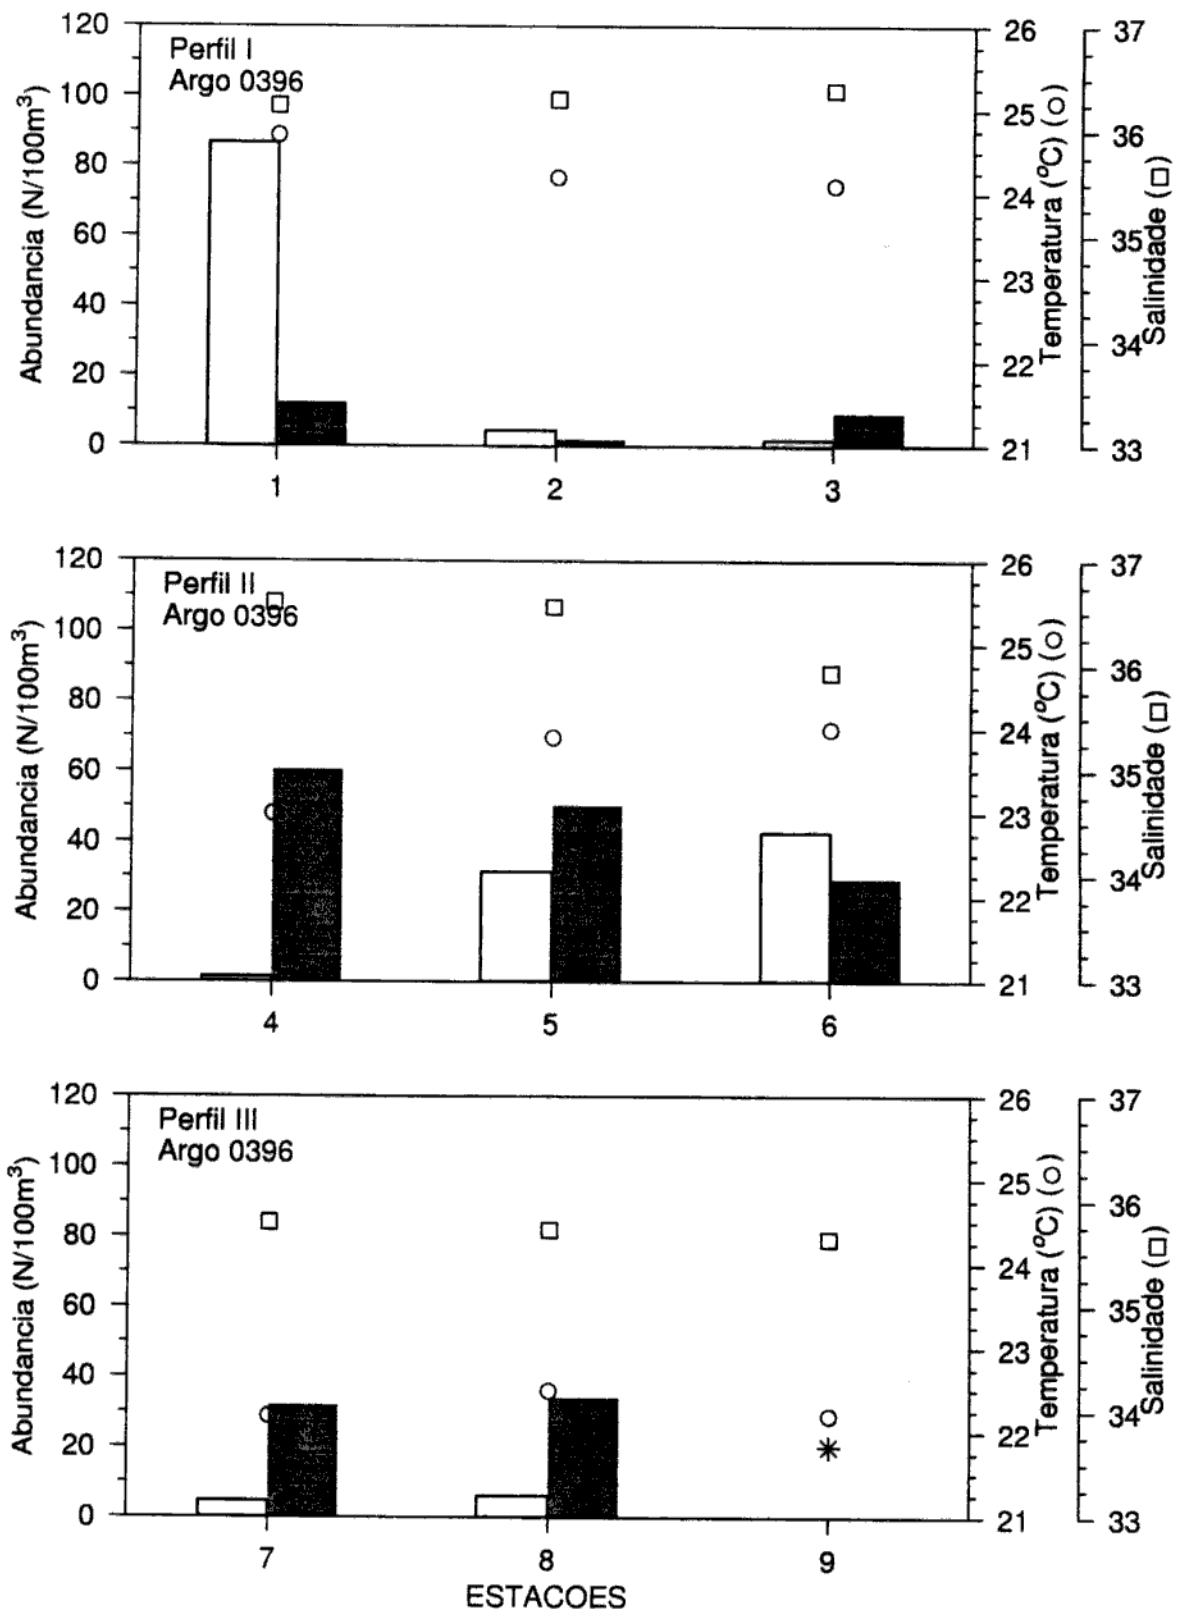 Perfil I
Argo 0396
Abundancia (N/100m³)
120
100
80
60
40
20
0
1 2 3
26
25
24
23
22
21
Temperatura (ºC) (○)
37
36
35
34
33
Salinidade (□)
Perfil II
Argo 0396
Abundancia (N/100m³)
120
100
80
60
40
20
0
4 5 6
26
25
24
23
22
21
Temperatura (ºC) (○)
37
36
35
34
33
Salinidade (□)
Perfil III
Argo 0396
Abundancia (N/100m³)
120
100
80
60
40
20
0
7 8 9
26
25
24
23
22
21
Temperatura (ºC) (○)
37
36
35
34
33
Salinidade (□)
ESTACOES